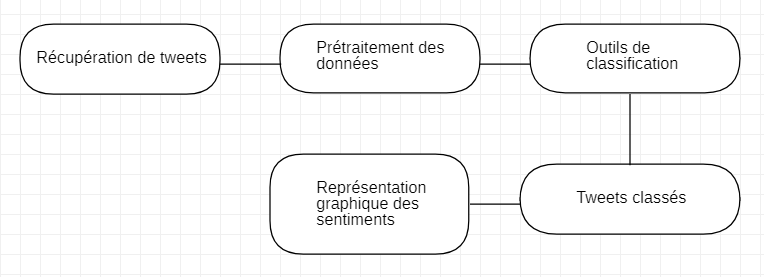 Récupération de tweets
Prétraitement des
données
Outils de
classification
Tweets classés
Représentation
graphique des
sentiments